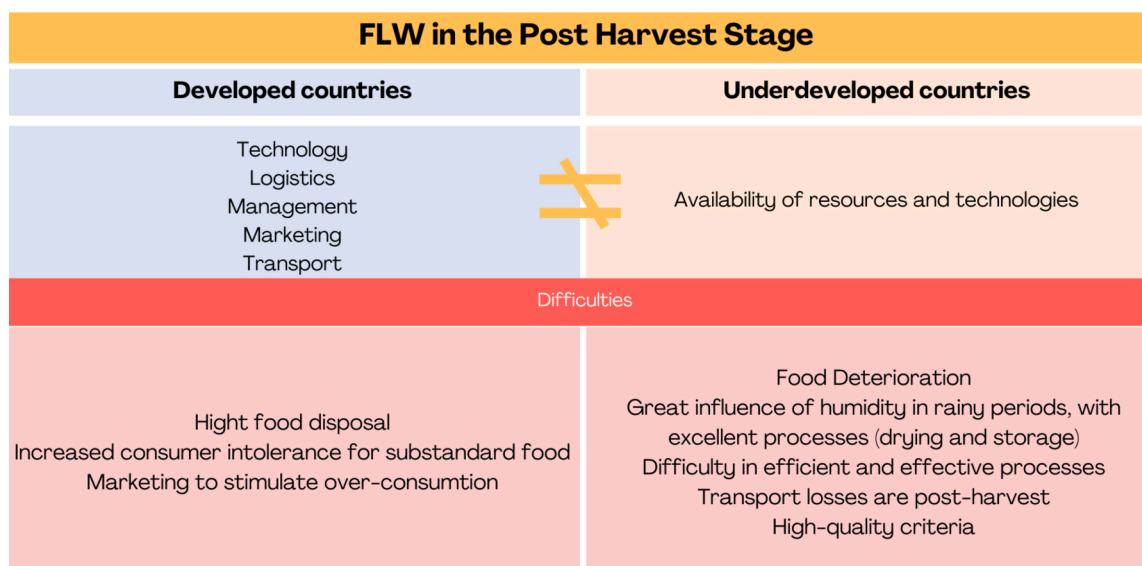 FLW in the Post Harvest Stage
Developed countries
Underdeveloped countries
Technology
Logistics
Management
Marketing
Transport
Availability of resources and technologies
Difficulties
Hight food disposal
Increased consumer intolerance for substandard food
Marketing to stimulate over-consumtion
Food Deterioration
Great influence of humidity in rainy periods, with
excellent processes (drying and storage)
Difficulty in efficient and effective processes
Transport losses are post-harvest
High-quality criteria